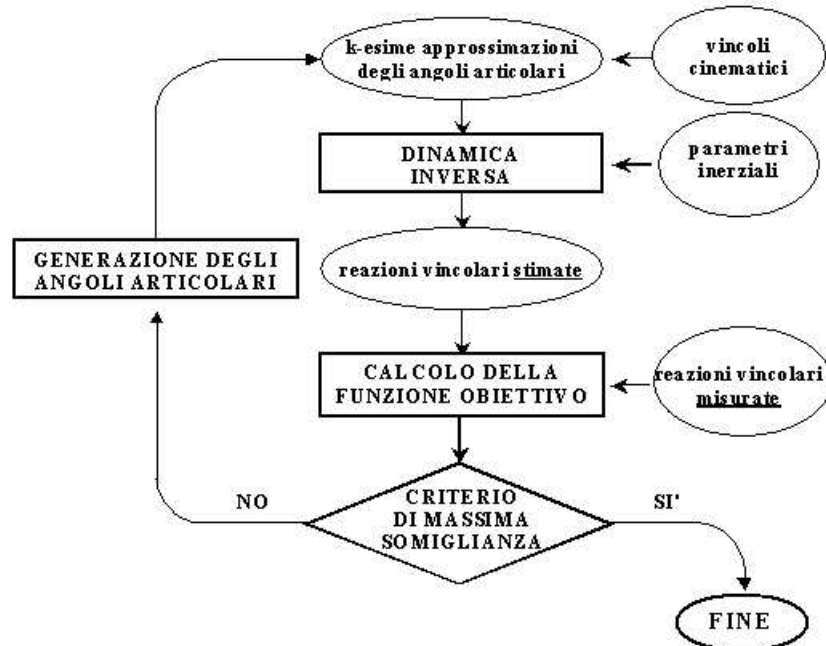 k-esime approssimazioni
degli angoli articolari
vincoli
cinematici
DINAMICA
INVERSA
parametri
inerziali
GENERAZIONE DEGLI
ANGOLI ARTICOLARI
reazioni vincolari stimate
CALCOLO DELLA
FUNZIONE OBIETTIVO
reazioni vincolari
misurate
NO
CRITERIO
DI MASSIMA
SOMIGLIANZA
SI'
FINE